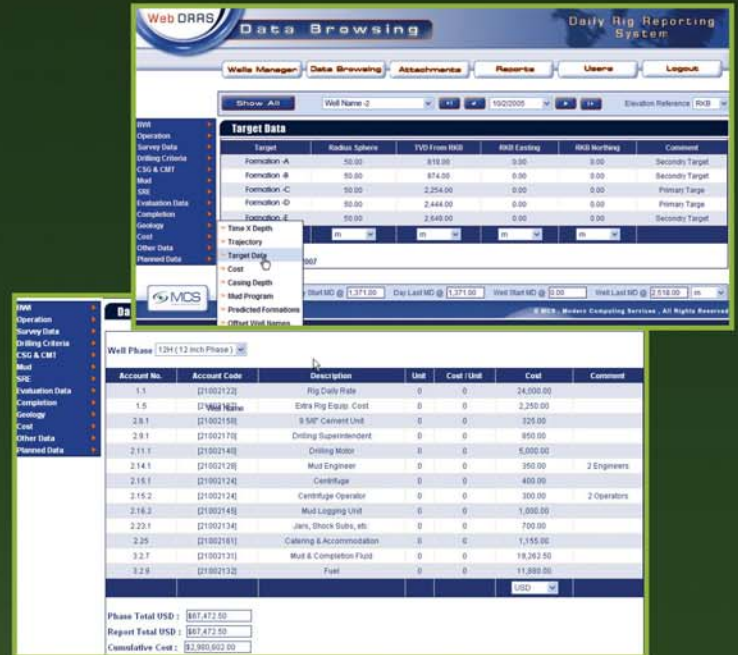 Web DRRS
Data Browsing
Daily Rig Reporting System
Wells Manager Data Browsing Attachments Reports Users Logout
Show All Well Name -2 10/2/2005 Elevation Reference RKB
RWI
Operation
Survey Data
Drilling Criteria
CSG & CMT
Mud
SRE
Evaluation Data
Completion
Geology
Cost
Other Data
Planned Data
Target Data
Target Radius Sphere TVD From RKB RKB Easting RKB Northing Comment
Formation -A 50.00 818.00 0.00 0.00 Secondry Target
Formation -B 50.00 874.00 0.00 0.00 Secondry Target
Formation -C 50.00 2,254.00 0.00 0.00 Primary Targe
Formation -D 50.00 2,444.00 0.00 0.00 Primary Targe
Formation -E 50.00 2,648.00 0.00 0.00 Secondry Target
m m m m
Time X Depth
Trajectory
Target Data
Cost
Casing Depth
Mud Program
Predicted Formations
Offset Well Names
2007
MCS
Start MD @ 1,371.00 Day Last MD @ 1,371.00 Well Start MD @ 0.00 Well Last MD @ 2,518.00 m
© MCS - Modern Computing Services , All Rights Reserved
RWI
Operation
Survey Data
Drilling Criteria
CSG & CMT
Mud
SRE
Evaluation Data
Completion
Geology
Cost
Other Data
Planned Data
Da
Well Phase 12H ( 12 inch Phase )
Account No. Account Code Description Unit Cost / Unit Cost Comment
1.1 [21002122] Rig Daily Rate 0 0 24,000.00
1.5 Well Name Extra Rig Equip. Cost 0 0 2,250.00
2.8.1 [21002158] 9 5/8" Cement Unit 0 0 325.00
2.9.1 [21002170] Drilling Superintendent 0 0 850.00
2.11.1 [21002140] Drilling Motor 0 0 5,000.00
2.14.1 [21002128] Mud Engineer 0 0 350.00 2 Engineers
2.15.1 [21002124] Centrifuge 0 0 400.00
2.15.2 [21002124] Centrifuge Operator 0 0 300.00 2 Operators
2.16.2 [21002145] Mud Logging Unit 0 0 1,000.00
2.23.1 [21002134] Jars, Shock Subs, etc 0 0 700.00
2.25 [21002161] Catering & Accommodation 0 0 1,155.00
3.2.7 [21002131] Mud & Completion Fluid 0 0 19,262.50
3.2.8 [21002132] Fuel 0 0
USD
Phase Total USD : $67,472.50
Report Total USD : $67,472.50
Cumulative Cost : $2,980,602.00